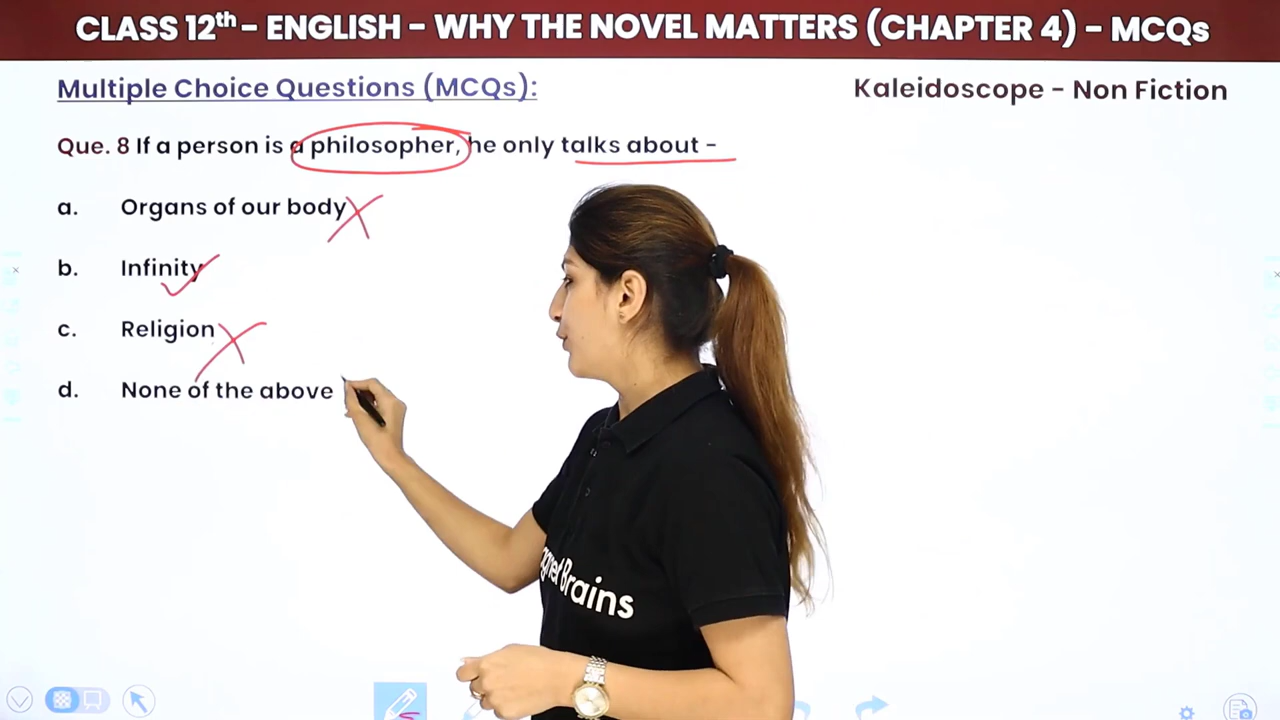 CLASS 12th - ENGLISH - WHY THE NOVEL MATTERS (CHAPTER 4) - MCQs
Multiple Choice Questions (MCQs):
Kaleidoscope - Non Fiction
Que. 8 If a person is a philosopher, he only talks about -
a. Organs of our body
b. Infinity
c. Religion
d. None of the above
Brains